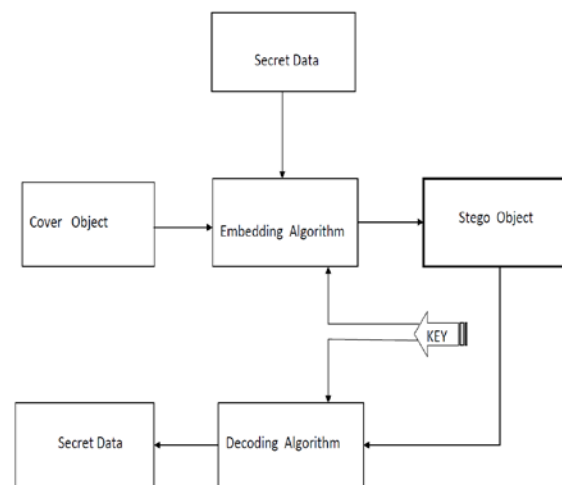 Secret Data
Cover Object
Embedding Algorithm
Stego Object
KEY
Secret Data
Decoding Algorithm